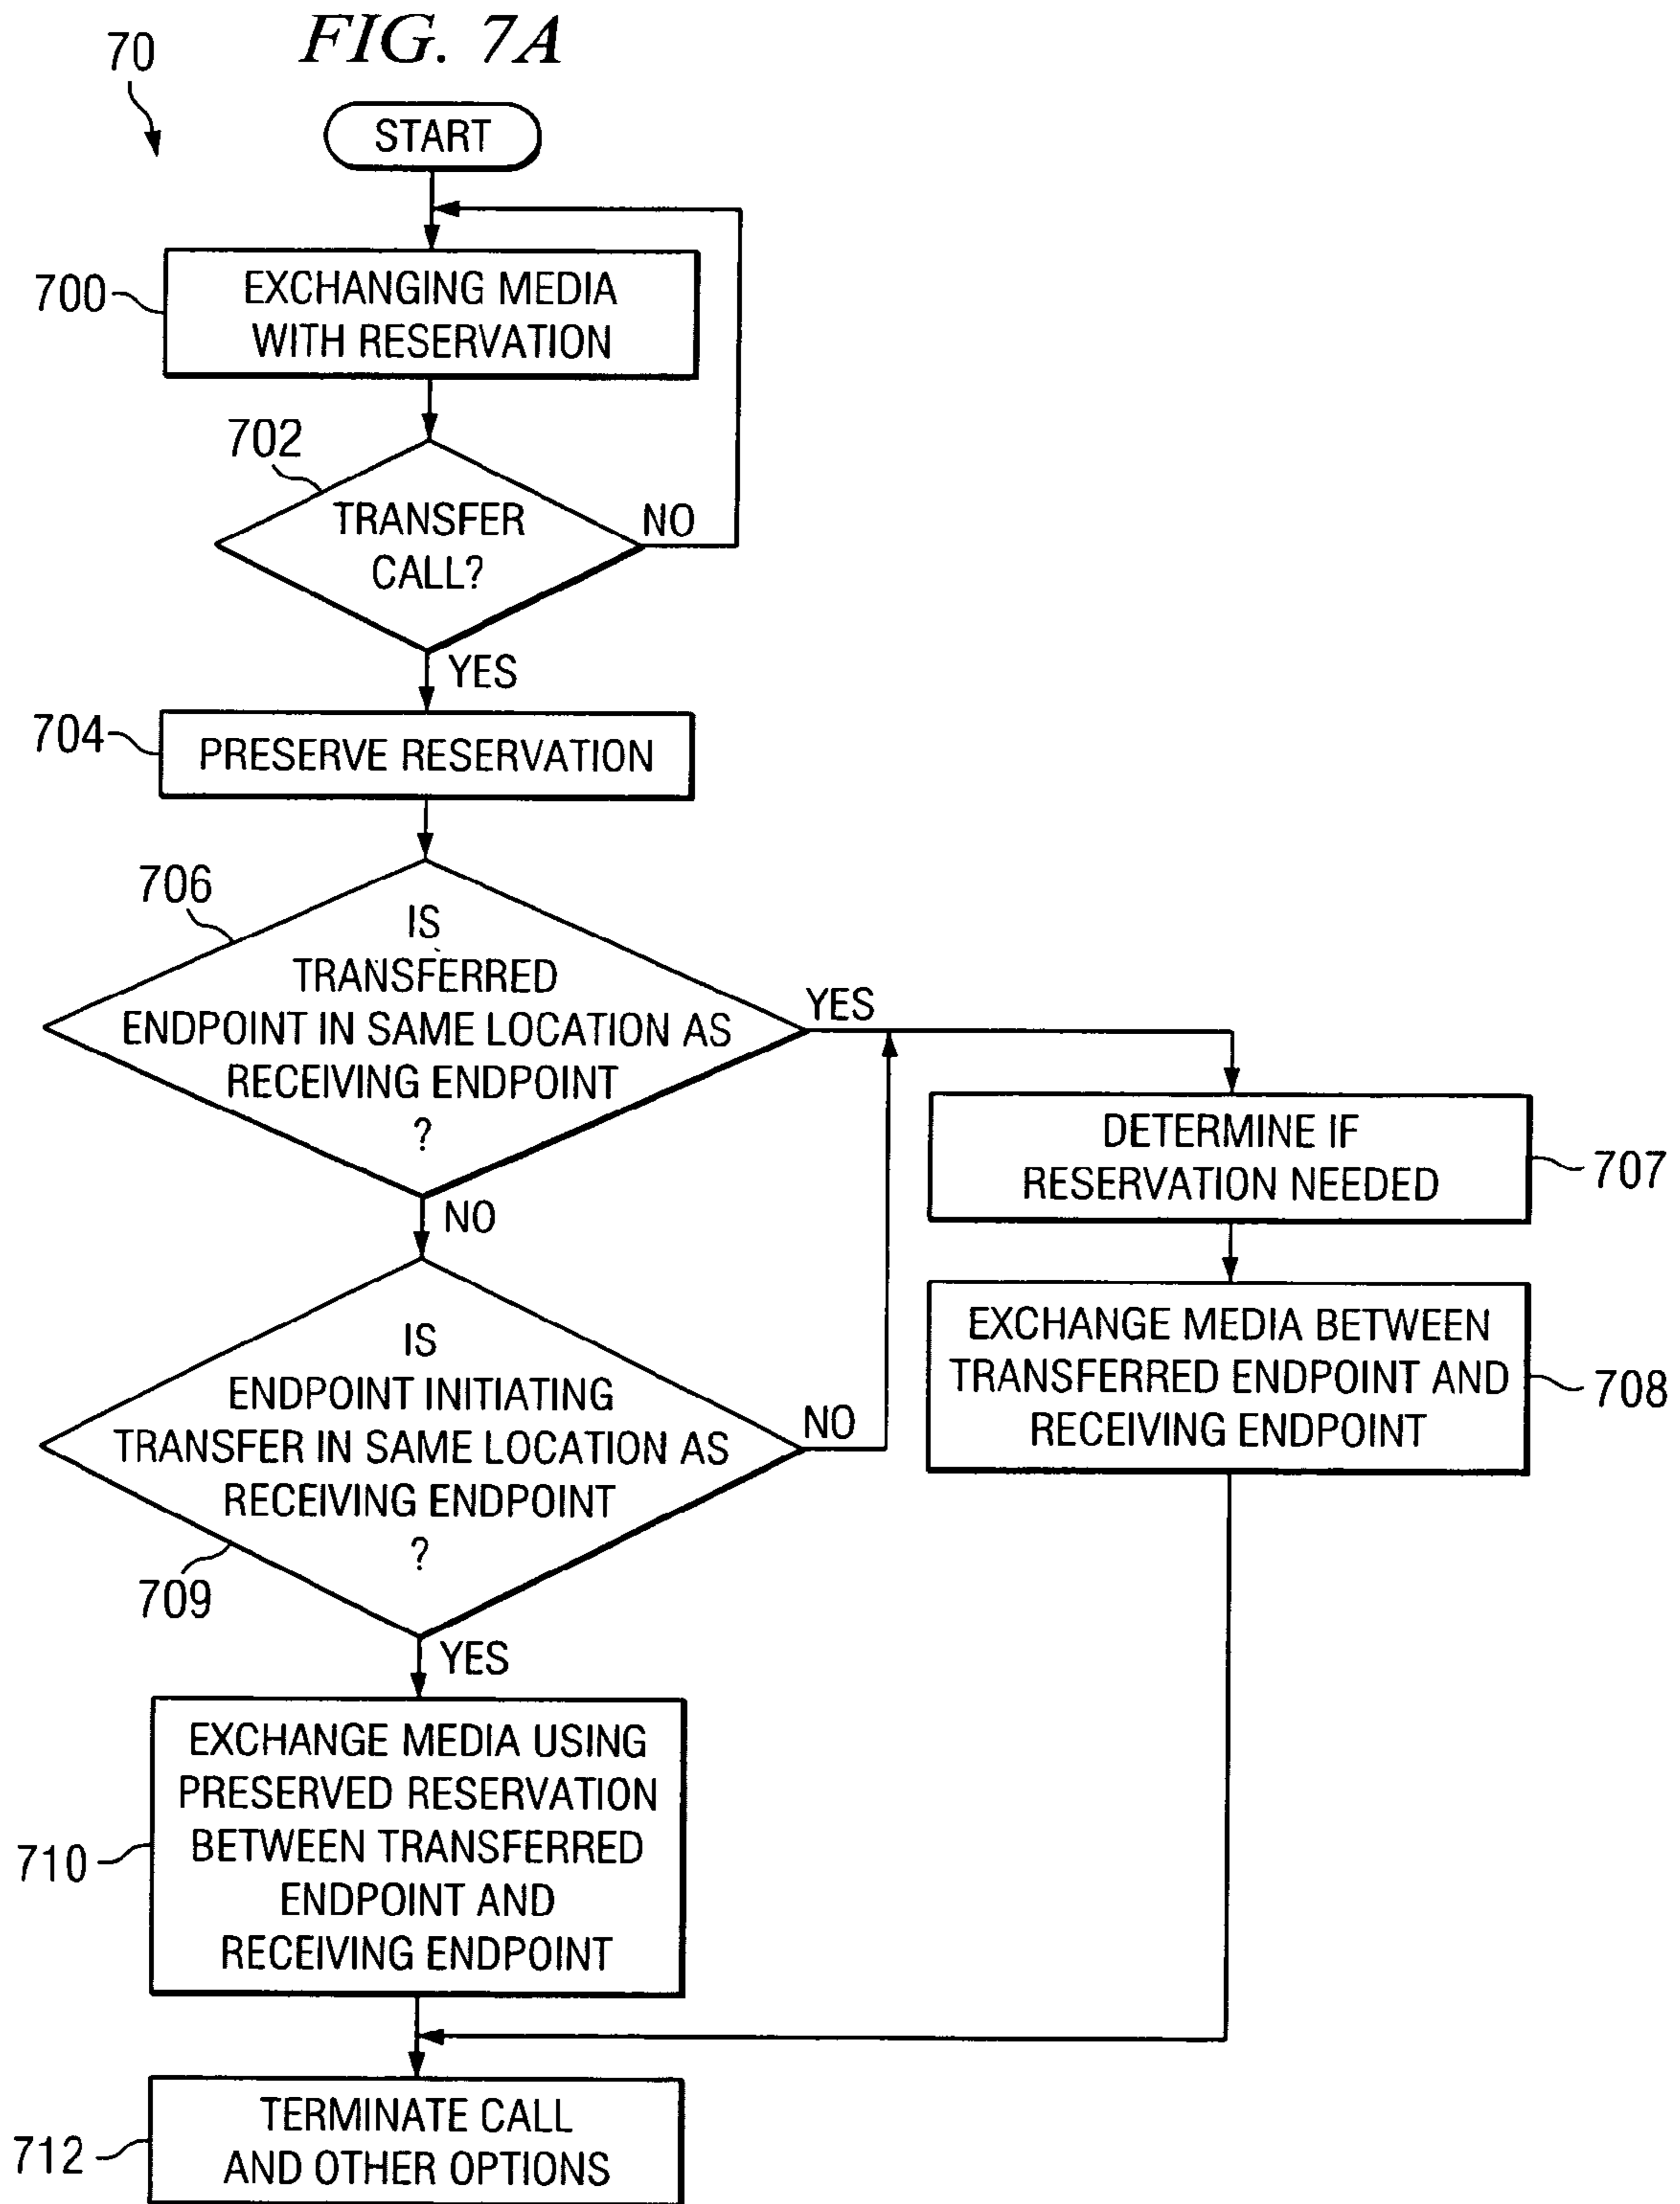 FIG. 7A
70
START
700
EXCHANGING MEDIA
WITH RESERVATION
702
TRANSFER
CALL?
NO
YES
704
PRESERVE RESERVATION
706
IS
TRANSFERRED
ENDPOINT IN SAME LOCATION AS
RECEIVING ENDPOINT
?
YES
NO
DETERMINE IF
RESERVATION NEEDED
707
EXCHANGE MEDIA BETWEEN
TRANSFERRED ENDPOINT AND
RECEIVING ENDPOINT
708
IS
ENDPOINT INITIATING
TRANSFER IN SAME LOCATION AS
RECEIVING ENDPOINT
?
NO
709
YES
EXCHANGE MEDIA USING
PRESERVED RESERVATION
BETWEEN TRANSFERRED
ENDPOINT AND
RECEIVING ENDPOINT
710
TERMINATE CALL
AND OTHER OPTIONS
712